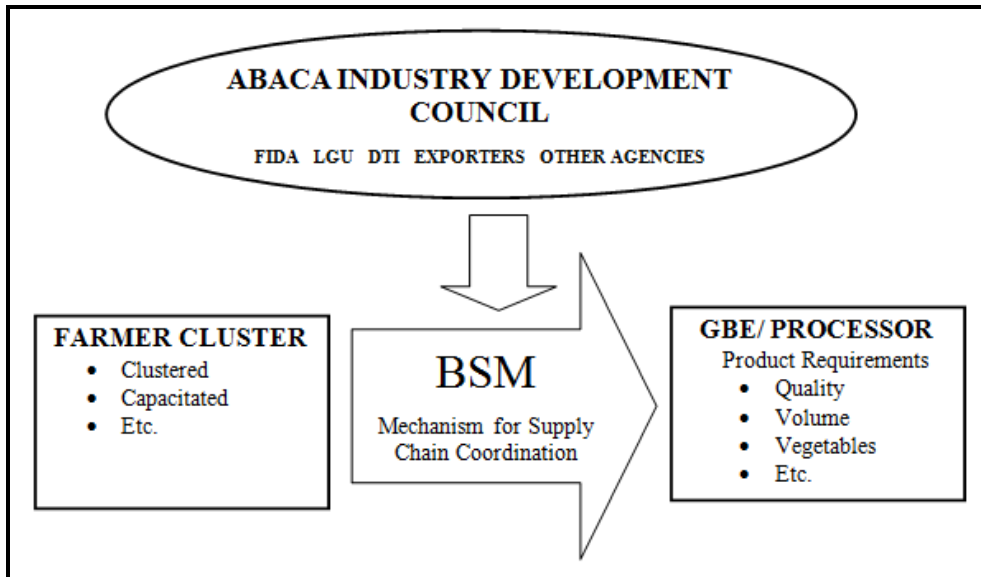 ABACA INDUSTRY DEVELOPMENT
COUNCIL
FIDA LGU DTI EXPORTERS OTHER AGENCIES
FARMER CLUSTER
• Clustered
• Capacitated
• Etc.
BSM
Mechanism for Supply
Chain Coordination
GBE/ PROCESSOR
Product Requirements
• Quality
• Volume
• Vegetables
• Etc.